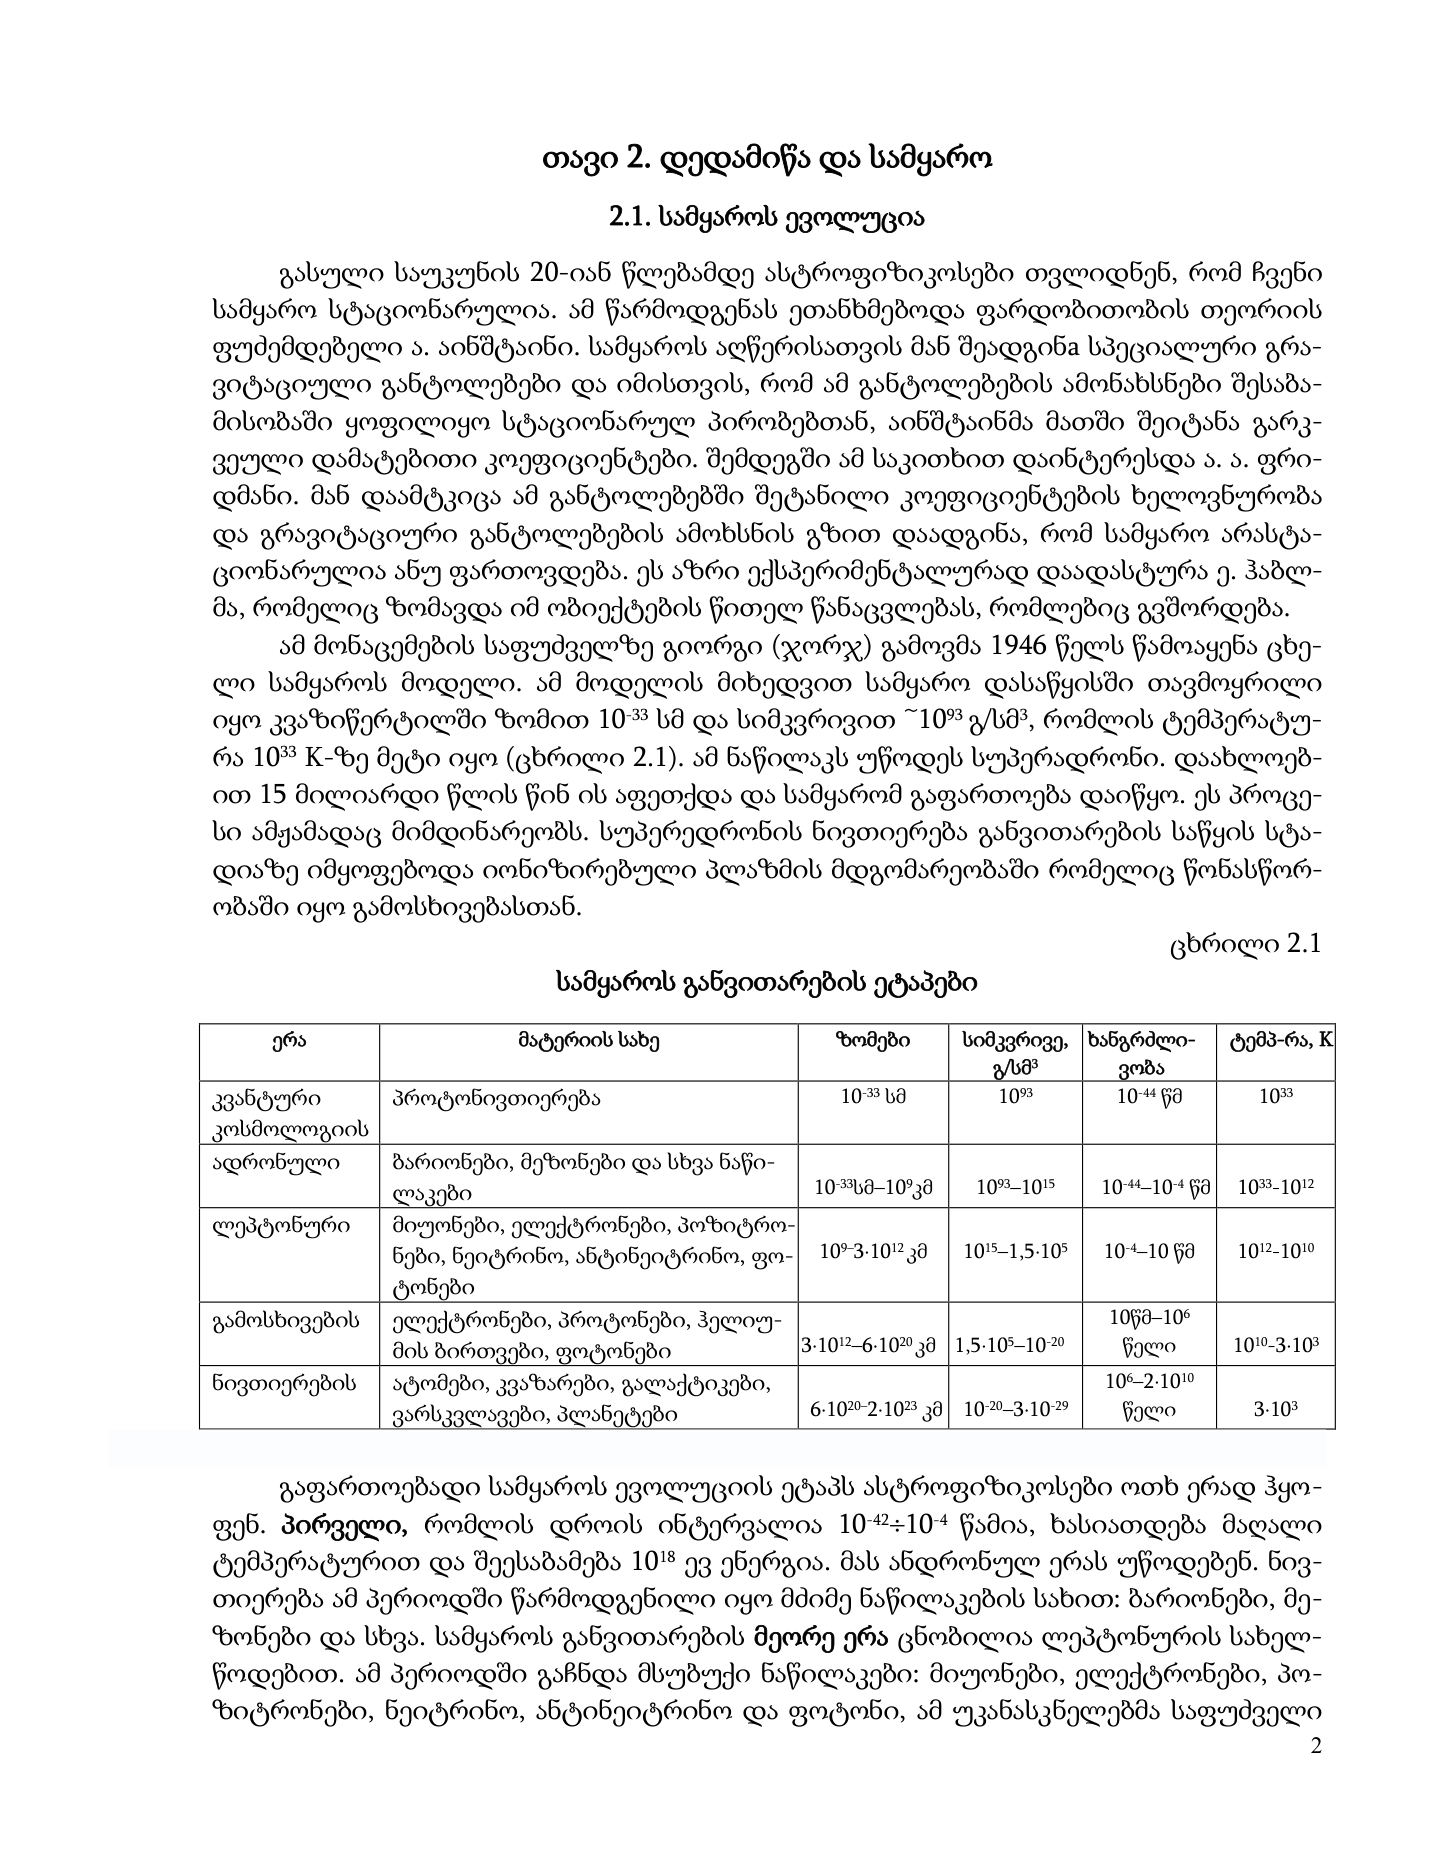 თავი 2. დედამიწა და სამყარო
2.1. სამყაროს ევოლუცია
გასული საუკუნის 20-იან წლებამდე ასტროფიზიკოსები თვლიდნენ, რომ ჩვენი
სამყარო სტაციონარულია. ამ წარმოდგენას ეთანხმებოდა ფარდობითობის თეორიის
ფუძემდებელი ა. აინშტაინი. სამყაროს აღწერისათვის მან შეადგინa სპეციალური გრა-
ვიტაციული განტოლებები და იმისთვის, რომ ამ განტოლებების ამონახსნები შესაბა-
მისობაში ყოფილიყო სტაციონარულ პირობებთან, აინშტაინმა მათში შეიტანა გარკ-
ვეული დამატებითი კოეფიციენტები. შემდეგში ამ საკითხით დაინტერესდა ა. ა. ფრი-
დმანი. მან დაამტკიცა ამ განტოლებებში შეტანილი კოეფიციენტების ხელოვნურობა
და გრავიტაციური განტოლებების ამოხსნის გზით დაადგინა, რომ სამყარო არასტა-
ციონარულია ანუ ფართოვდება. ეს აზრი ექსპერიმენტალურად დაადასტურა ე. ჰაბლ-
მა, რომელიც ზომავდა იმ ობიექტების წითელ წანაცვლებას, რომლებიც გვშორდება.
ამ მონაცემების საფუძველზე გიორგი (ჯორჯ) გამოვმა 1946 წელს წამოაყენა ცხე-
ლი სამყაროს მოდელი. ამ მოდელის მიხედვით სამყარო დასაწყისში თავმოყრილი
იყო კვაზიწერტილში ზომით 10⁻³³ სმ და სიმკვრივით ~10⁹³ გ/სმ³, რომლის ტემპერატუ-
რა 10³³ K-ზე მეტი იყო (ცხრილი 2.1). ამ ნაწილაკს უწოდეს სუპერადრონი. დაახლოებ-
ით 15 მილიარდი წლის წინ ის აფეთქდა და სამყარომ გაფართოება დაიწყო. ეს პროცე-
სი ამჟამადაც მიმდინარეობს. სუპერედრონის ნივთიერება განვითარების საწყის სტა-
დიაზე იმყოფებოდა იონიზირებული პლაზმის მდგომარეობაში რომელიც წონასწორ-
ობაში იყო გამოსხივებასთან.
ცხრილი 2.1
სამყაროს განვითარების ეტაპები
ერა მატერიის სახე ზომები სიმკვრივე, ხანგრძლი- ტემპ-რა, K
გ/სმ³ ვობა
კვანტური პროტონივთიერება 10⁻³³ სმ 10⁹³ 10⁻⁴⁴ წმ 10³³
კოსმოლოგიის
ადრონული ბარიონები, მეზონები და სხვა ნაწი-
ლაკები 10⁻³³სმ–10⁹კმ 10⁹³–10¹⁵ 10⁻⁴⁴–10⁻⁴ წმ 10³³-10¹²
ლეპტონური მიუონები, ელექტრონები, პოზიტრო-
ნები, ნეიტრინო, ანტინეიტრინო, ფო- 10⁹–3·10¹² კმ 10¹⁵–1,5·10⁵ 10⁻⁴–10 წმ 10¹²-10¹⁰
ტონები
გამოსხივების ელექტრონები, პროტონები, ჰელიუ- 10წმ–10⁶
მის ბირთვები, ფოტონები 3·10¹²–6·10²⁰ კმ 1,5·10⁵–10⁻²⁰ წელი 10¹⁰-3·10³
ნივთიერების ატომები, კვაზარები, გალაქტიკები, 10⁶–2·10¹⁰
ვარსკვლავები, პლანეტები 6·10²⁰–2·10²³ კმ 10⁻²⁰–3·10⁻²⁹ წელი 3·10³
გაფართოებადი სამყაროს ევოლუციის ეტაპს ასტროფიზიკოსები ოთხ ერად ჰყო-
ფენ. პირველი, რომლის დროის ინტერვალია 10⁻⁴²÷10⁻⁴ წამია, ხასიათდება მაღალი
ტემპერატურით და შეესაბამება 10¹⁸ ევ ენერგია. მას ანდრონულ ერას უწოდებენ. ნივ-
თიერება ამ პერიოდში წარმოდგენილი იყო მძიმე ნაწილაკების სახით: ბარიონები, მე-
ზონები და სხვა. სამყაროს განვითარების მეორე ერა ცნობილია ლეპტონურის სახელ-
წოდებით. ამ პერიოდში გაჩნდა მსუბუქი ნაწილაკები: მიუონები, ელექტრონები, პო-
ზიტრონები, ნეიტრინო, ანტინეიტრინო და ფოტონი, ამ უკანასკნელებმა საფუძველი
2